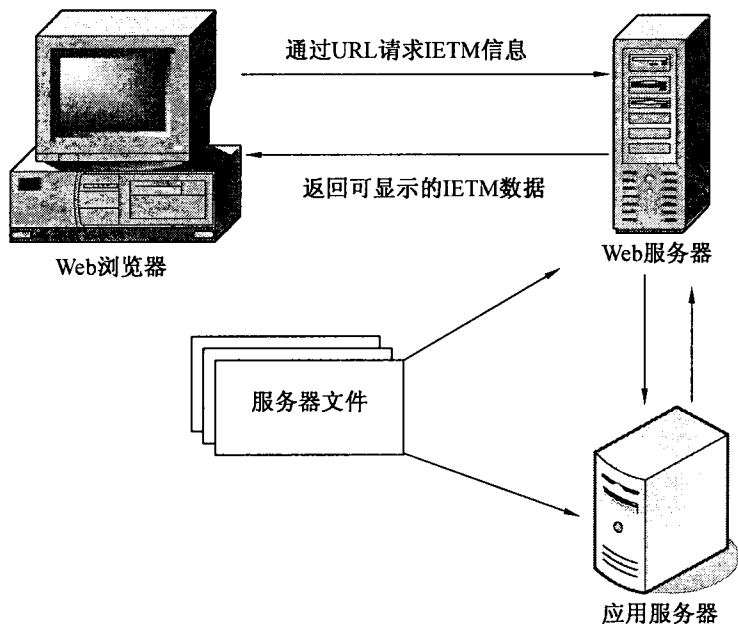 通过URL请求IETM信息
返回可显示的IETM数据
Web浏览器
Web服务器
服务器文件
应用服务器